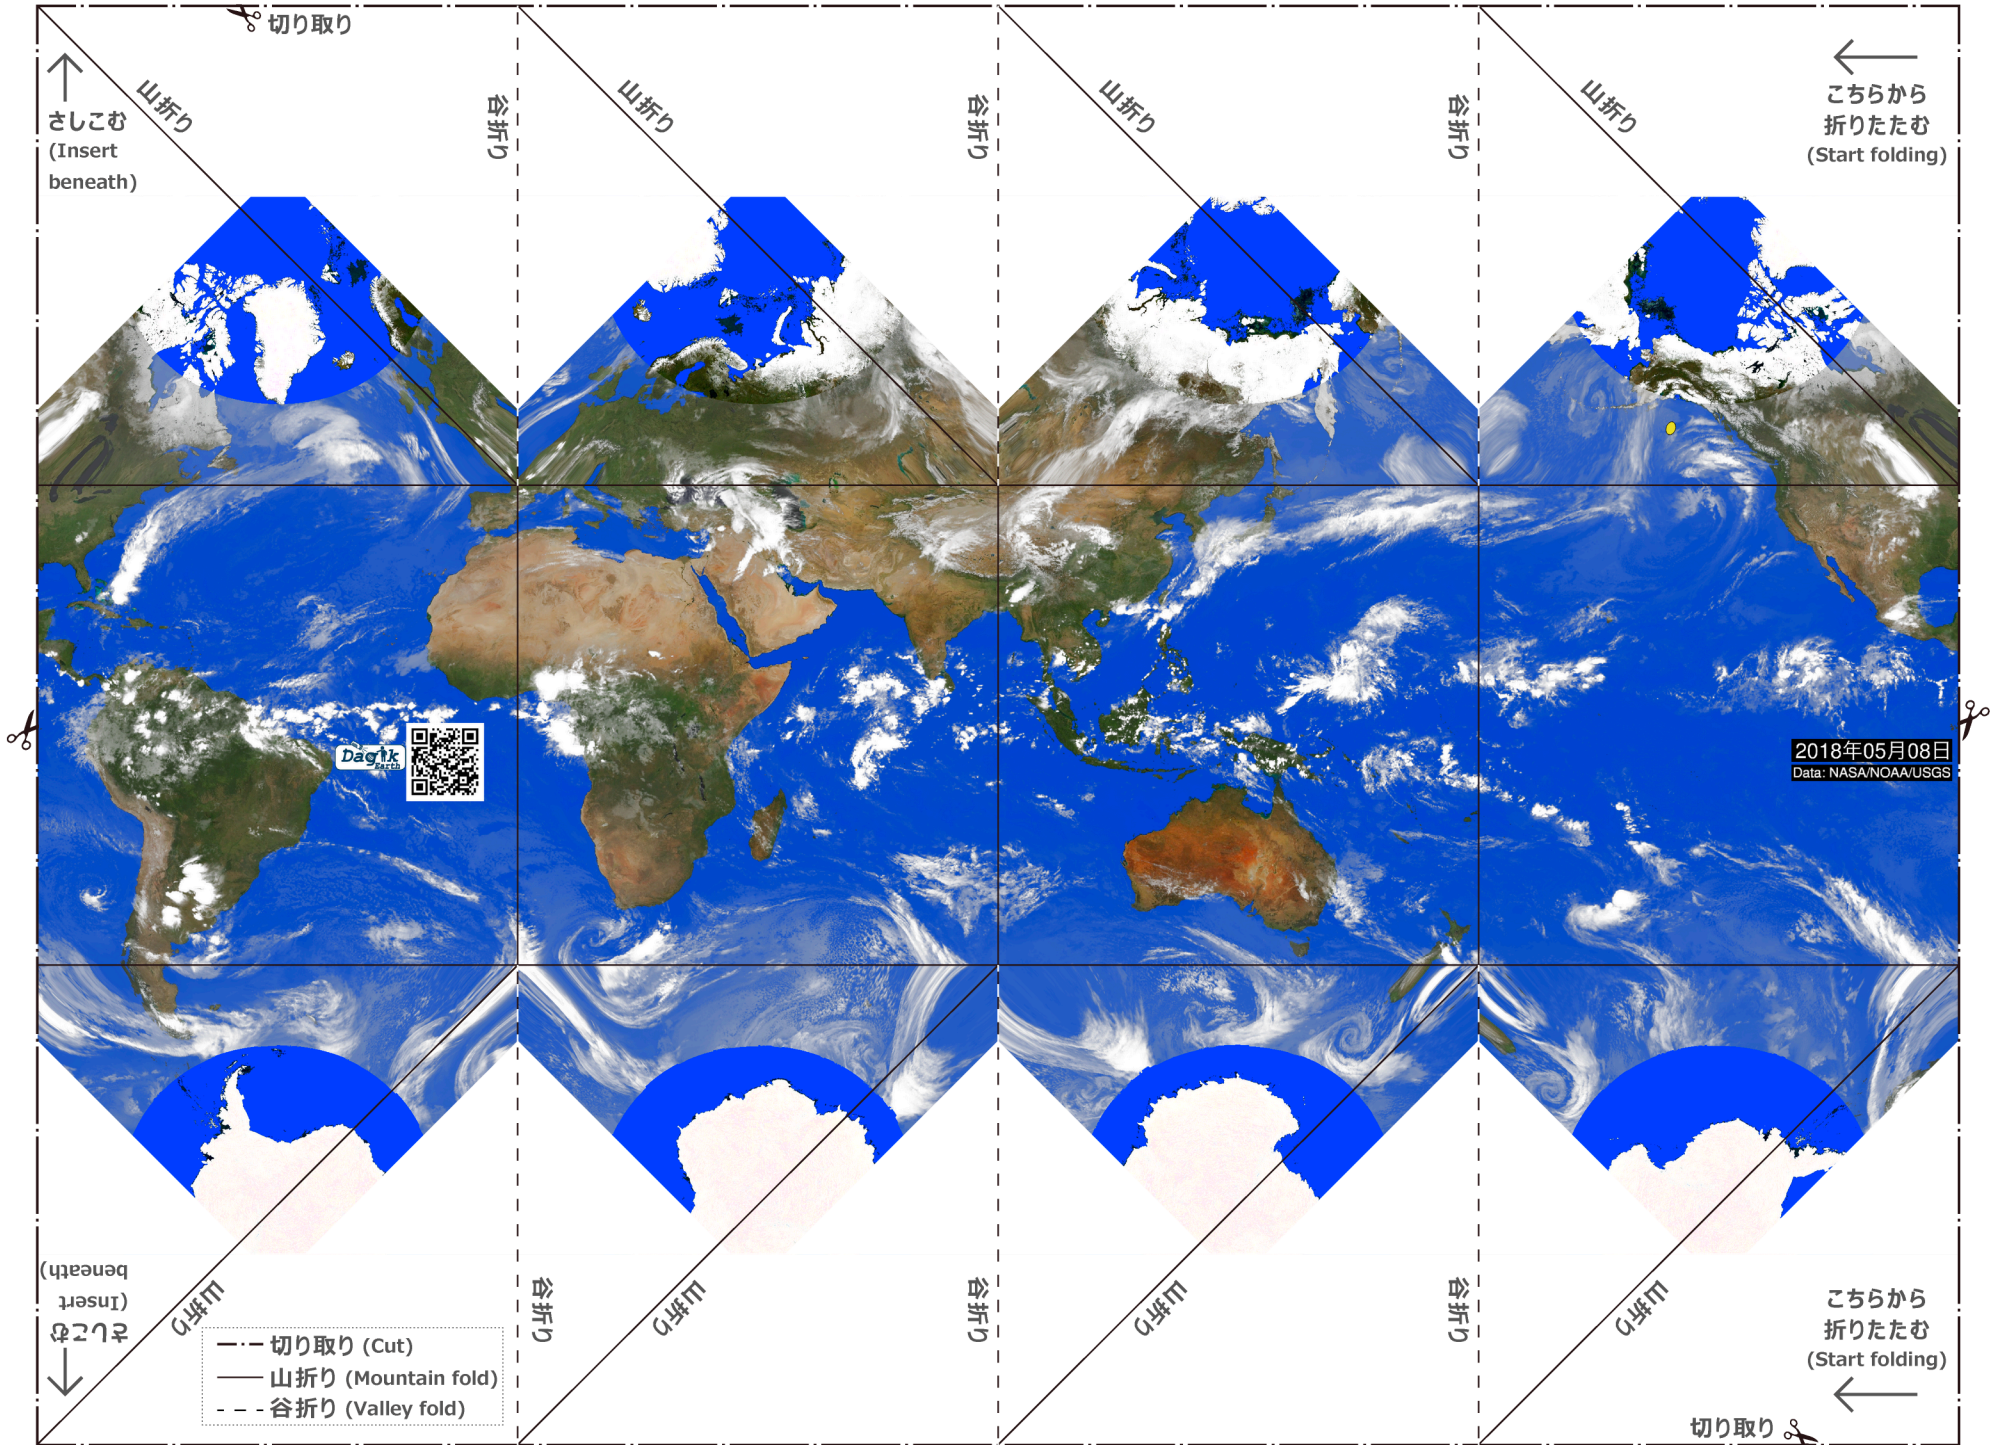 切り取り
さしこむ
(Insert
beneath)
山折り
谷折り
山折り
谷折り
山折り
谷折り
山折り
こちらから
折りたたむ
(Start folding)
Dagik
Earth
2018年05月08日
Data: NASA/NOAA/USGS
さしこむ
(Insert
beneath)
山折り
谷折り
山折り
谷折り
山折り
谷折り
山折り
こちらから
折りたたむ
(Start folding)
切り取り (Cut)
山折り (Mountain fold)
谷折り (Valley fold)
切り取り